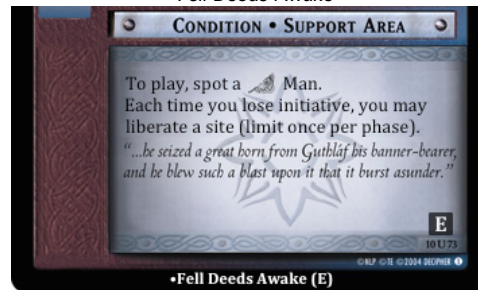 CONDITION • SUPPORT AREA
To play, spot a Man.
Each time you lose initiative, you may
liberate a site (limit once per phase).
"...he seized a great horn from Guthláf his banner-bearer,
and he blew such a blast upon it that it burst asunder."
E
10 U 73
©NLP ©TE ©2004 DECIPHER
•Fell Deeds Awake (E)